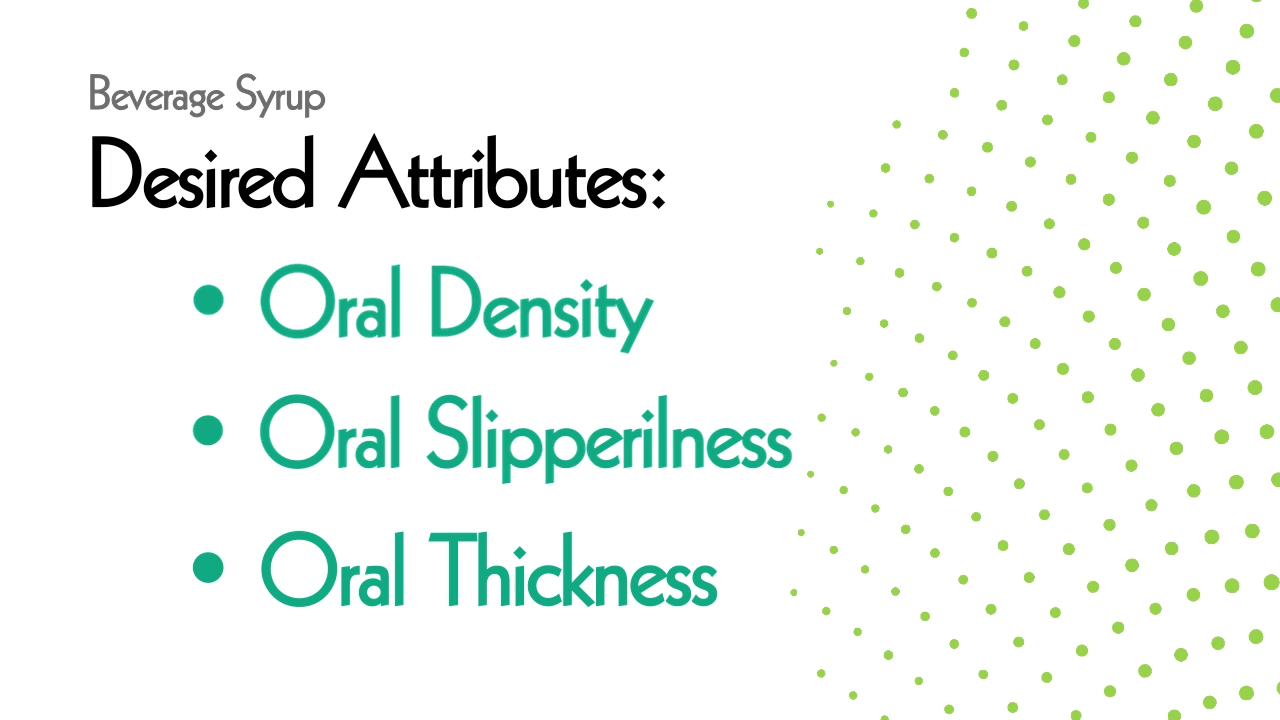 Beverage Syrup
Desired Attributes:
• Oral Density
• Oral Slipperilness
• Oral Thickness